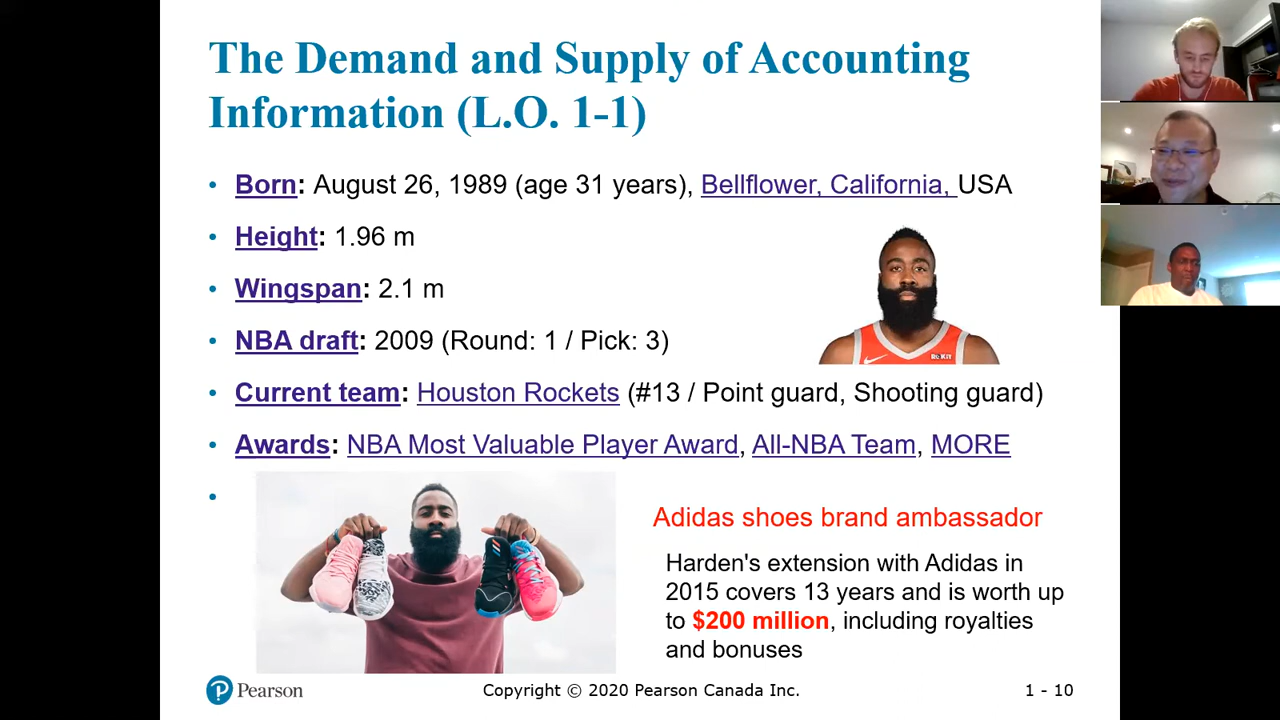 The Demand and Supply of Accounting
Information (L.O. 1-1)
• Born: August 26, 1989 (age 31 years), Bellflower, California, USA
• Height: 1.96 m
• Wingspan: 2.1 m
• NBA draft: 2009 (Round: 1 / Pick: 3)
ROKIT
• Current team: Houston Rockets (#13 / Point guard, Shooting guard)
• Awards: NBA Most Valuable Player Award, All-NBA Team, MORE
•
Adidas shoes brand ambassador
Harden's extension with Adidas in
2015 covers 13 years and is worth up
to $200 million, including royalties
and bonuses
Pearson
Copyright © 2020 Pearson Canada Inc.
1 - 10